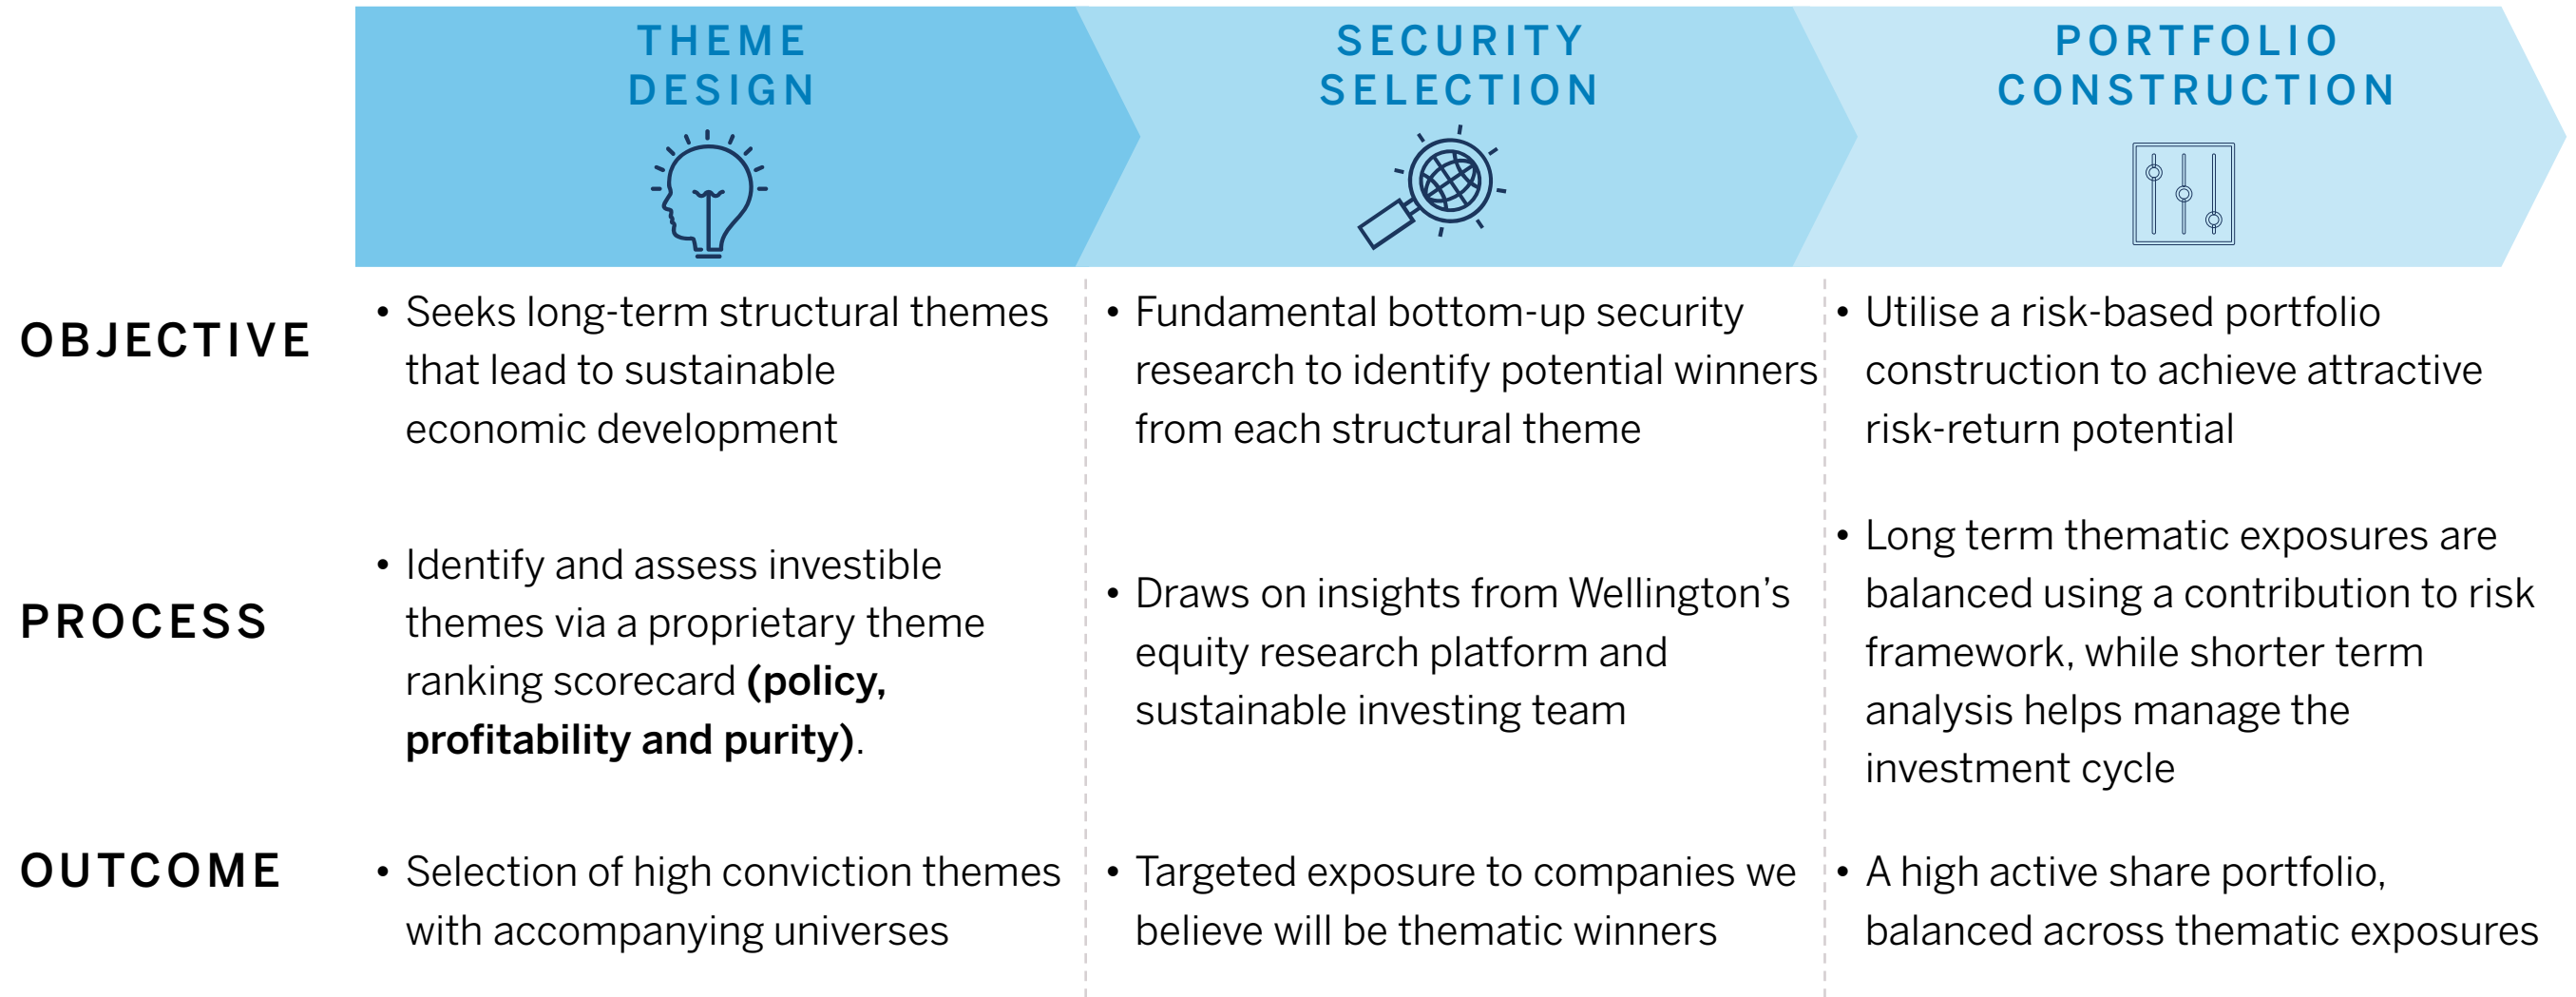 THEME
DESIGN
SECURITY
SELECTION
PORTFOLIO
CONSTRUCTION
OBJECTIVE
• Seeks long-term structural themes
that lead to sustainable
economic development
• Fundamental bottom-up security
research to identify potential winners
from each structural theme
• Utilise a risk-based portfolio
construction to achieve attractive
risk-return potential
PROCESS
• Identify and assess investible
themes via a proprietary theme
ranking scorecard (policy,
profitability and purity).
• Draws on insights from Wellington’s
equity research platform and
sustainable investing team
• Long term thematic exposures are
balanced using a contribution to risk
framework, while shorter term
analysis helps manage the
investment cycle
OUTCOME
• Selection of high conviction themes
with accompanying universes
• Targeted exposure to companies we
believe will be thematic winners
• A high active share portfolio,
balanced across thematic exposures